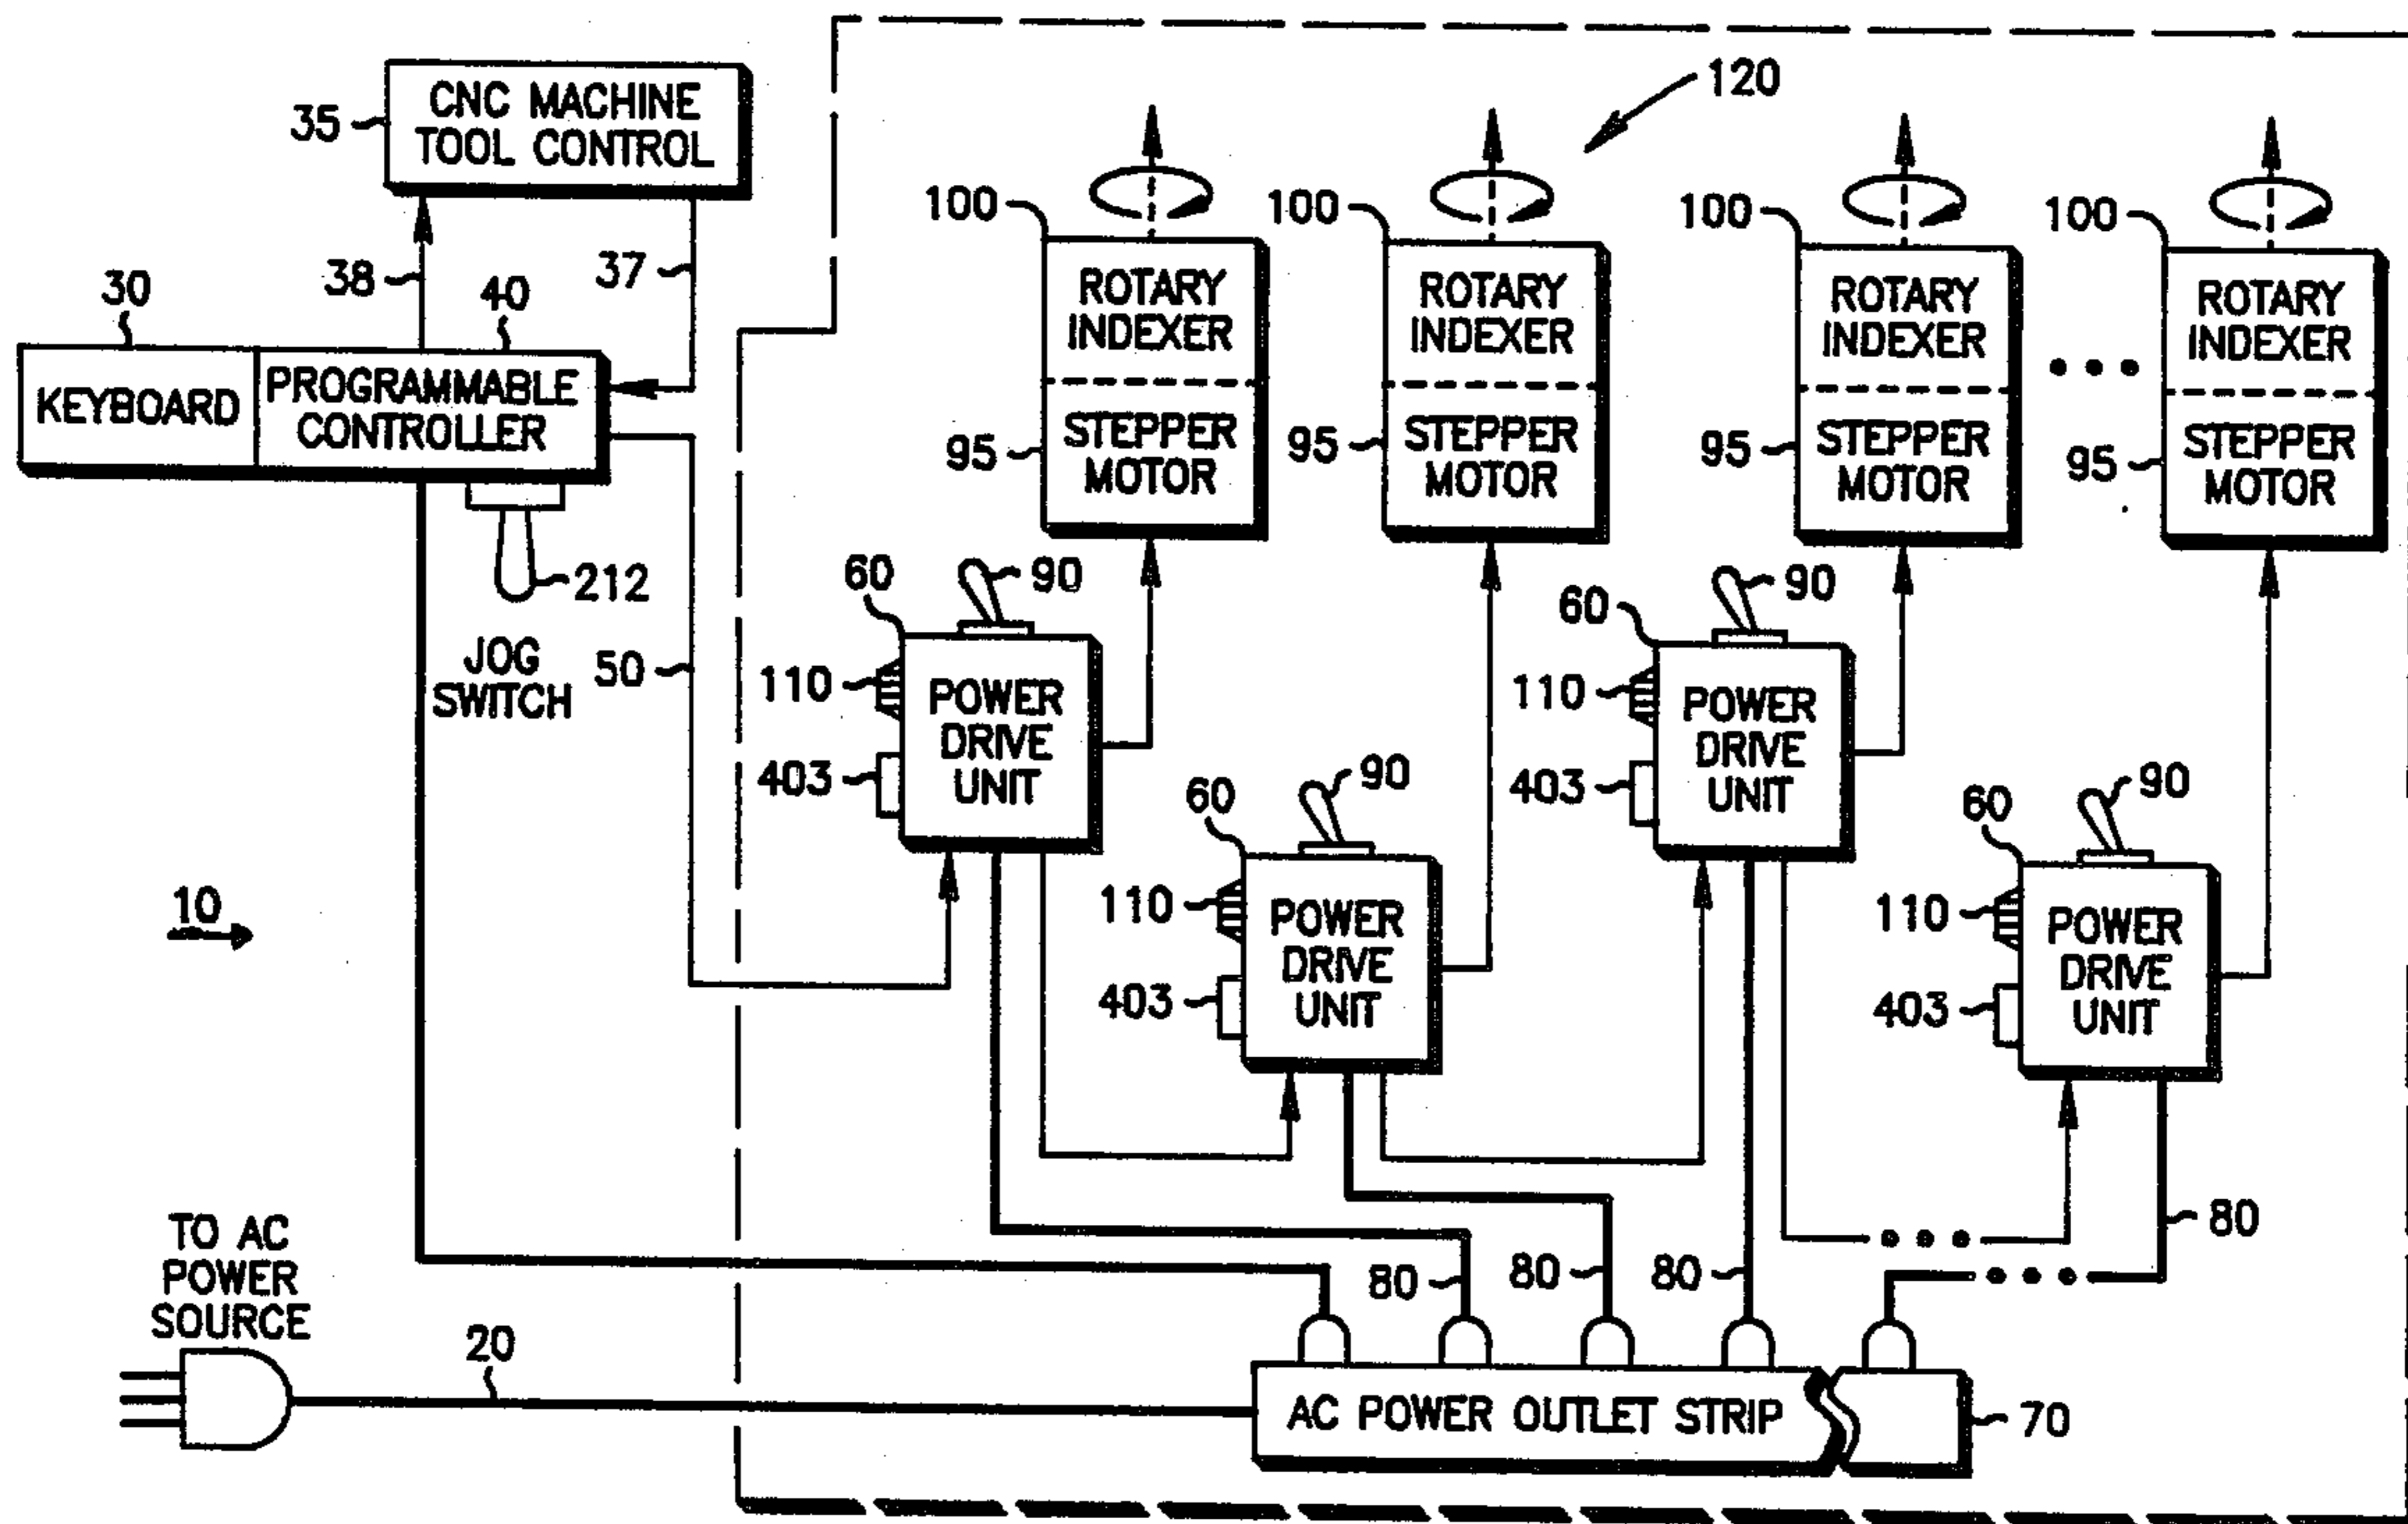 120
CNC MACHINE
TOOL CONTROL
35
100
100
100
100
38
37
30
40
ROTARY
INDEXER
ROTARY
INDEXER
ROTARY
INDEXER
ROTARY
INDEXER
KEYBOARD
PROGRAMMABLE
CONTROLLER
95
STEPPER
MOTOR
95
STEPPER
MOTOR
95
STEPPER
MOTOR
95
STEPPER
MOTOR
212
JOG
SWITCH
50
60
90
110
POWER
DRIVE
UNIT
403
60
90
110
POWER
DRIVE
UNIT
403
60
90
110
POWER
DRIVE
UNIT
403
60
90
110
POWER
DRIVE
UNIT
403
10
80
80
80
80
TO AC
POWER
SOURCE
20
AC POWER OUTLET STRIP
70